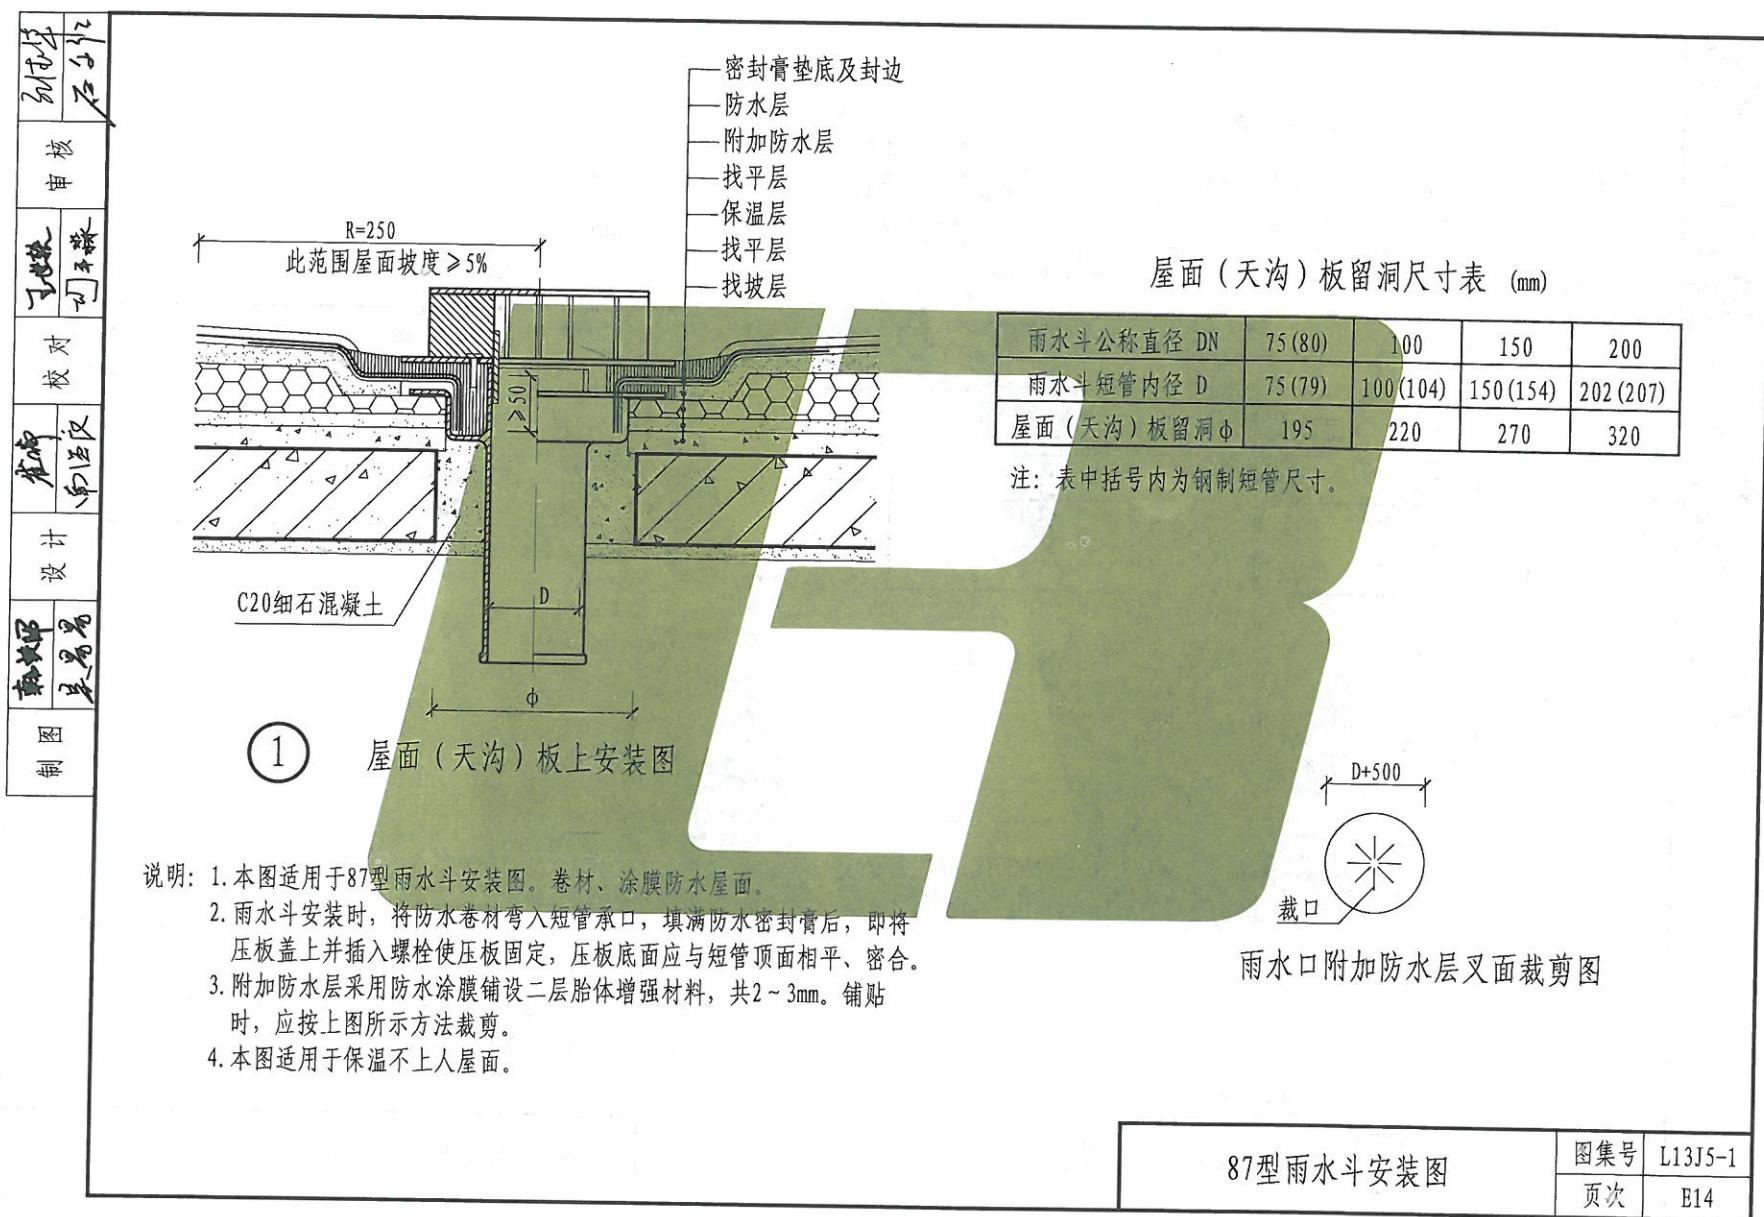 密封膏垫底及封边
防水层
附加防水层
找平层
保温层
找平层
找坡层
R=250
此范围屋面坡度≥5%
≥50
C20细石混凝土
D
φ
1 屋面（天沟）板上安装图
屋面（天沟）板留洞尺寸表 (mm)
雨水斗公称直径 DN 75(80) 100 150 200
雨水斗短管内径 D 75(79) 100(104) 150(154) 202(207)
屋面（天沟）板留洞φ 195 220 270 320
注：表中括号内为钢制短管尺寸。
D+500
裁口
雨水口附加防水层叉面裁剪图
说明：1.本图适用于87型雨水斗安装图。卷材、涂膜防水屋面。
2.雨水斗安装时，将防水卷材弯入短管承口，填满防水密封膏后，即将
压板盖上并插入螺栓使压板固定，压板底面应与短管顶面相平、密合。
3.附加防水层采用防水涂膜铺设二层胎体增强材料，共2~3mm。铺贴
时，应按上图所示方法裁剪。
4.本图适用于保温不上人屋面。
审核
校对
设计
制图
87型雨水斗安装图
图集号 L13J5-1
页次 E14